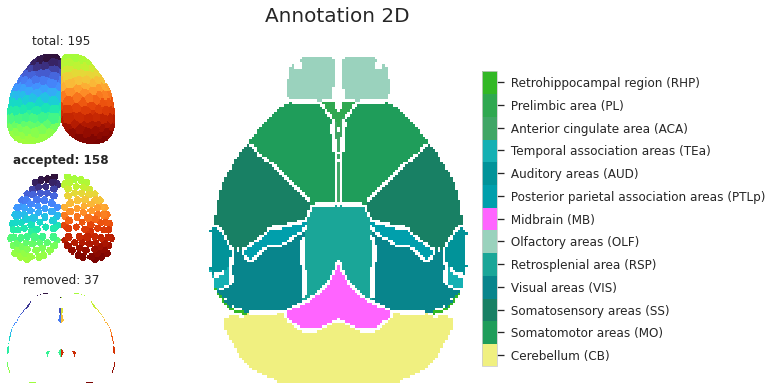 Annotation 2D
total: 195
accepted: 158
removed: 37
Retrohippocampal region (RHP)
Prelimbic area (PL)
Anterior cingulate area (ACA)
Temporal association areas (TEa)
Auditory areas (AUD)
Posterior parietal association areas (PTLp)
Midbrain (MB)
Olfactory areas (OLF)
Retrosplenial area (RSP)
Visual areas (VIS)
Somatosensory areas (SS)
Somatomotor areas (MO)
Cerebellum (CB)